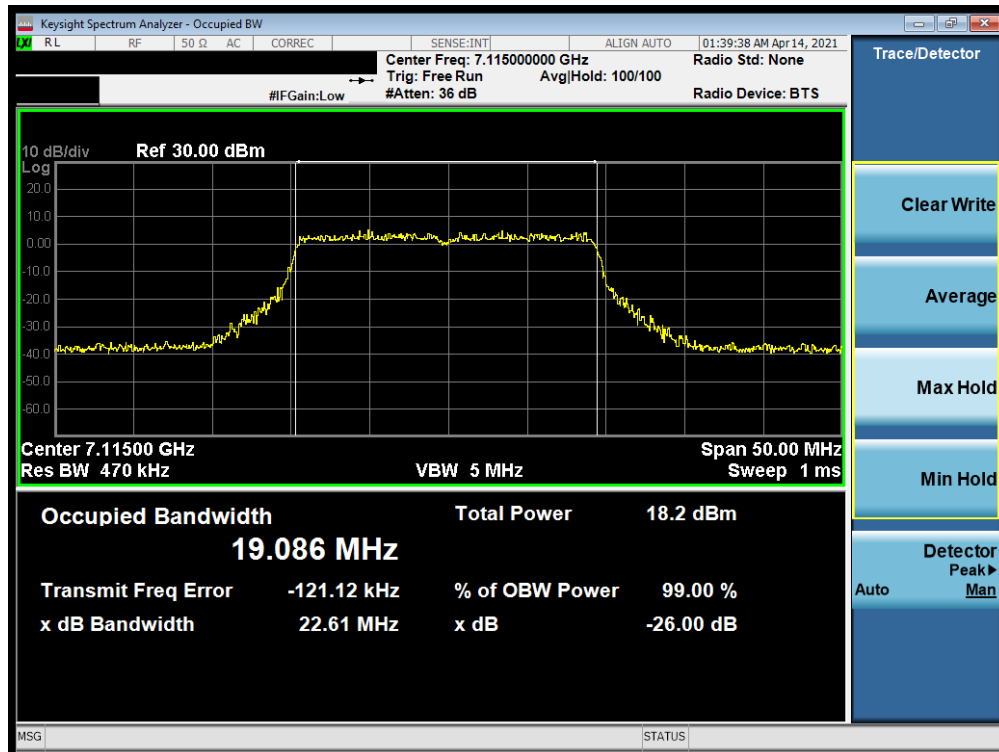 Keysight Spectrum Analyzer - Occupied BW
LXI RL RF 50 Ω AC CORREC SENSE:INT ALIGN AUTO 01:39:38 AM Apr 14, 2021
Center Freq: 7.115000000 GHz Radio Std: None
Trig: Free Run Avg|Hold: 100/100
#IFGain:Low #Atten: 36 dB Radio Device: BTS
10 dB/div Ref 30.00 dBm
Log
20.0
10.0
0.00
-10.0
-20.0
-30.0
-40.0
-50.0
-60.0
Center 7.11500 GHz Span 50.00 MHz
Res BW 470 kHz VBW 5 MHz Sweep 1 ms
Occupied Bandwidth Total Power 18.2 dBm
19.086 MHz
Transmit Freq Error -121.12 kHz % of OBW Power 99.00 %
x dB Bandwidth 22.61 MHz x dB -26.00 dB
MSG STATUS
Trace/Detector
Clear Write
Average
Max Hold
Min Hold
Detector
Peak▶
Auto Man